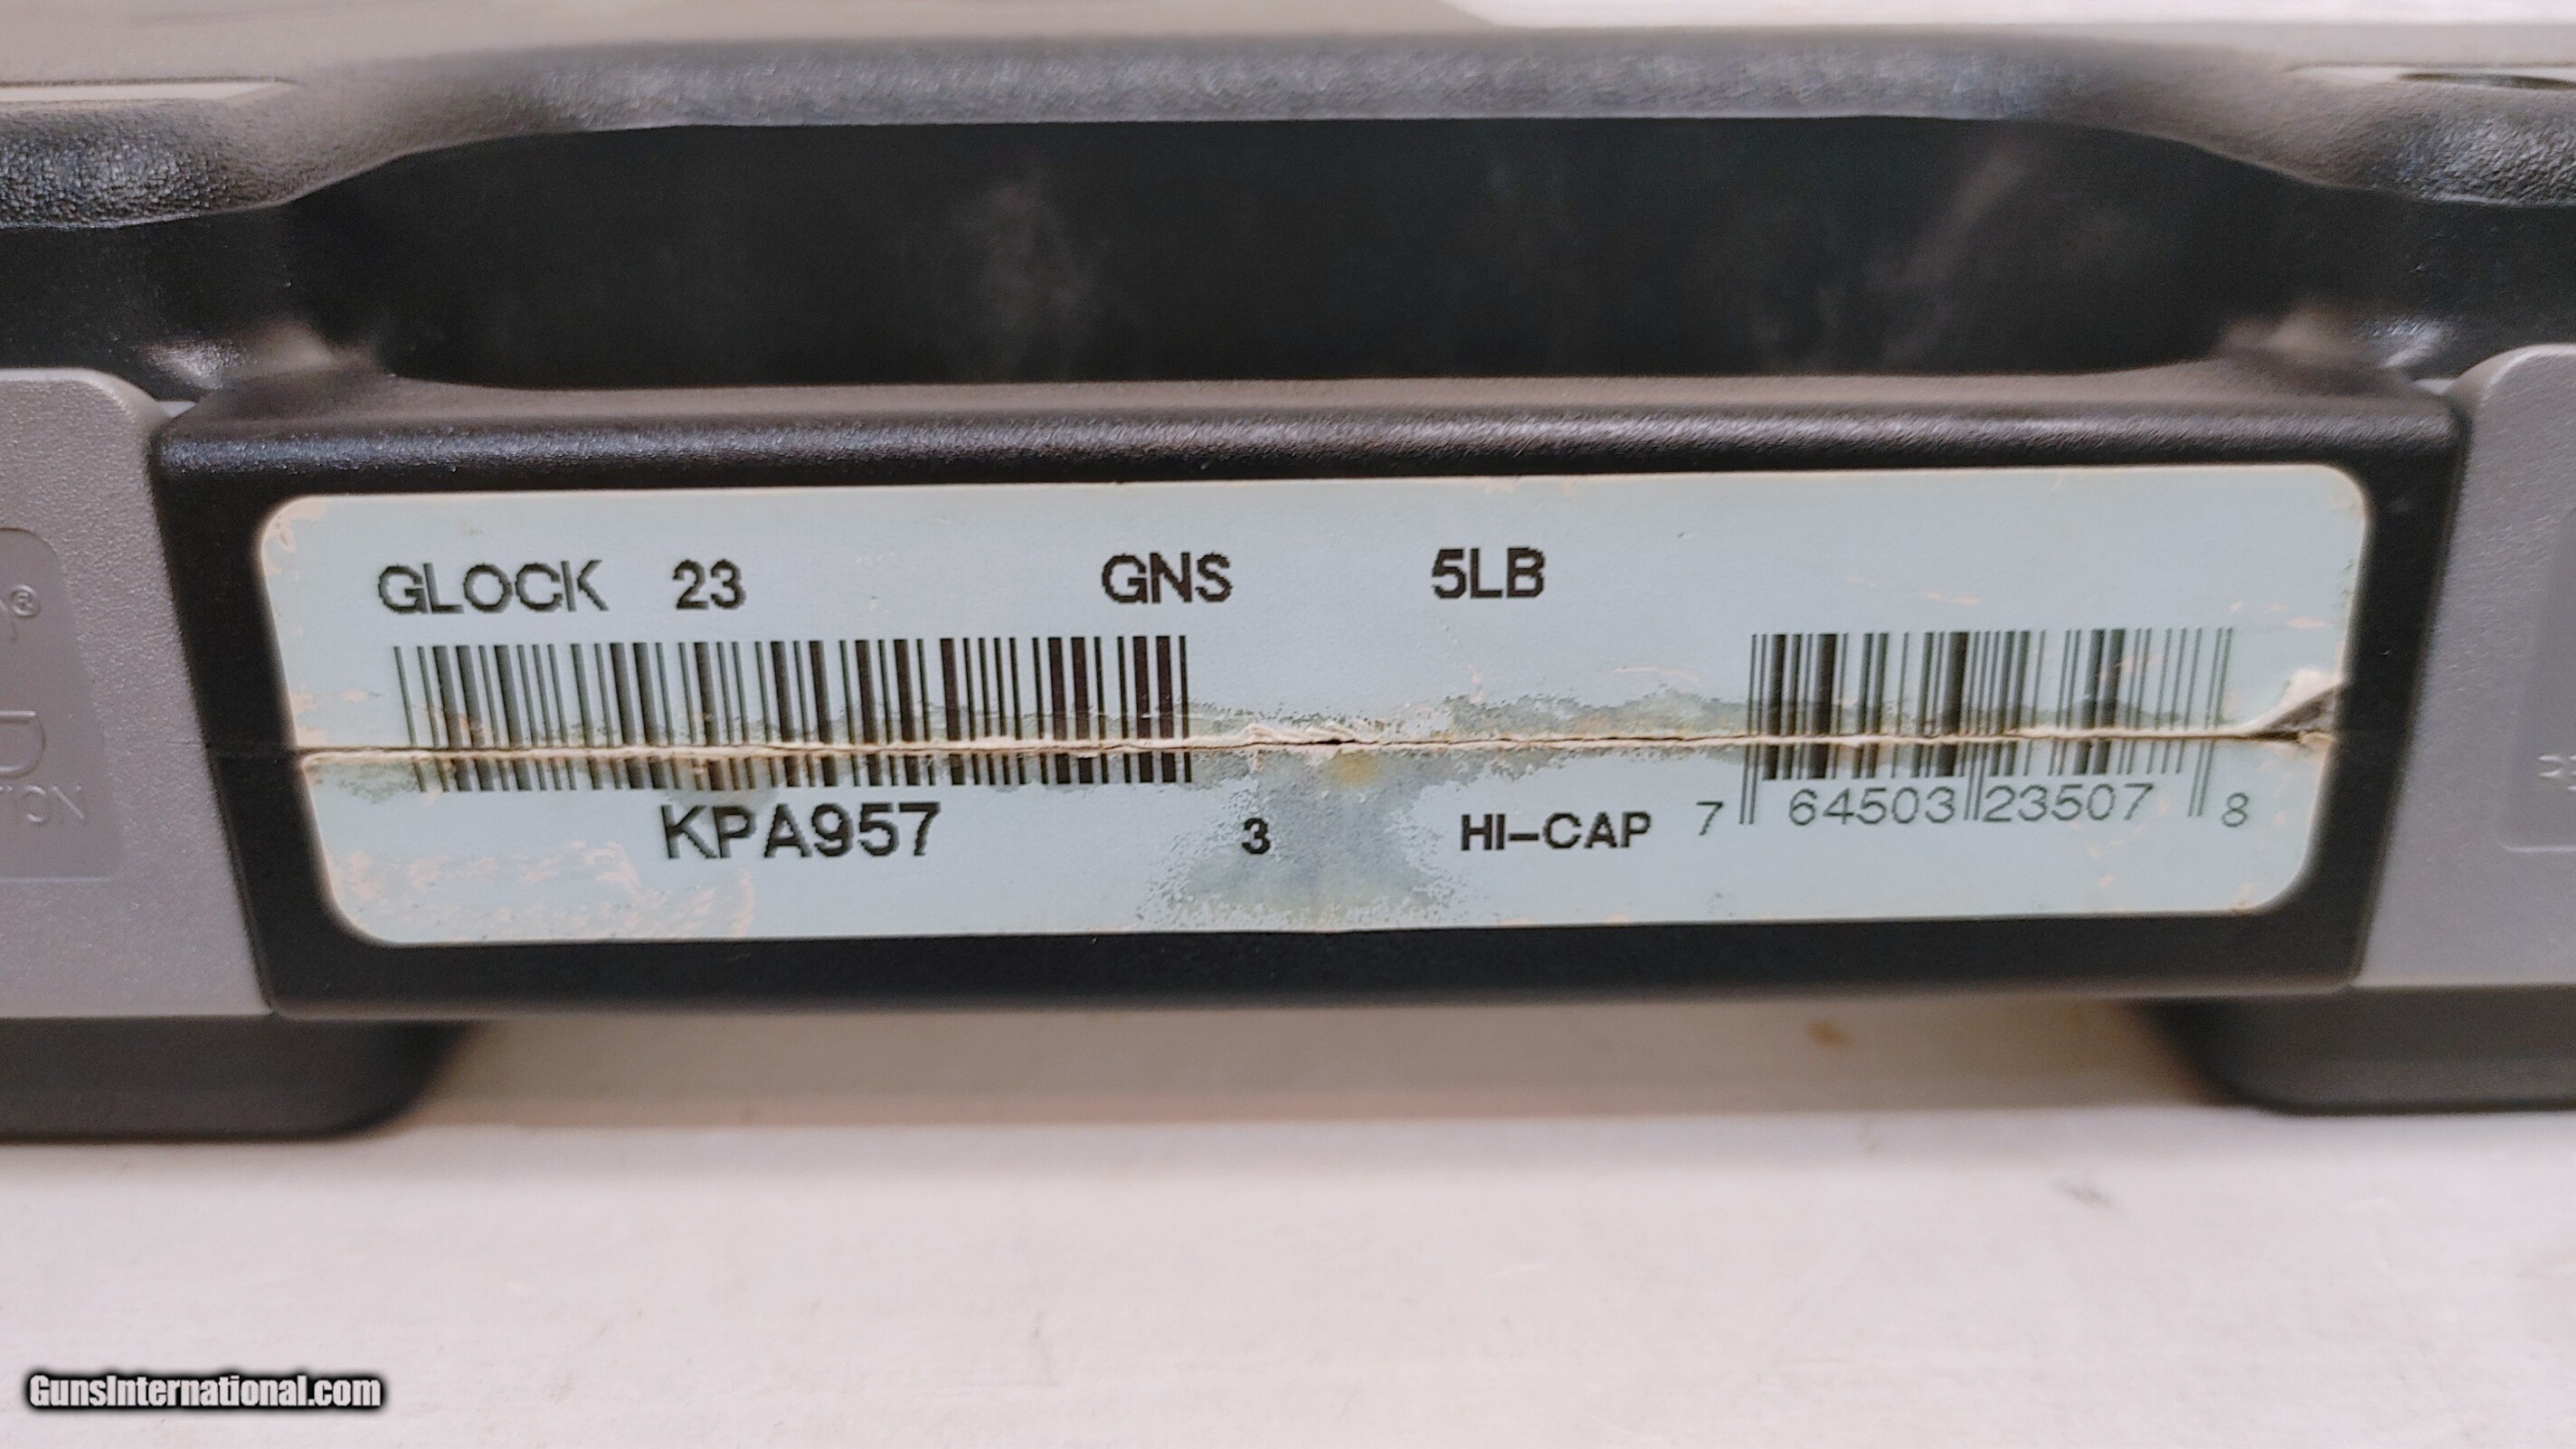 GLOCK 23 GNS 5LB
KPA957 3 HI-CAP 7 64503 23507 8
GunsInternational.com